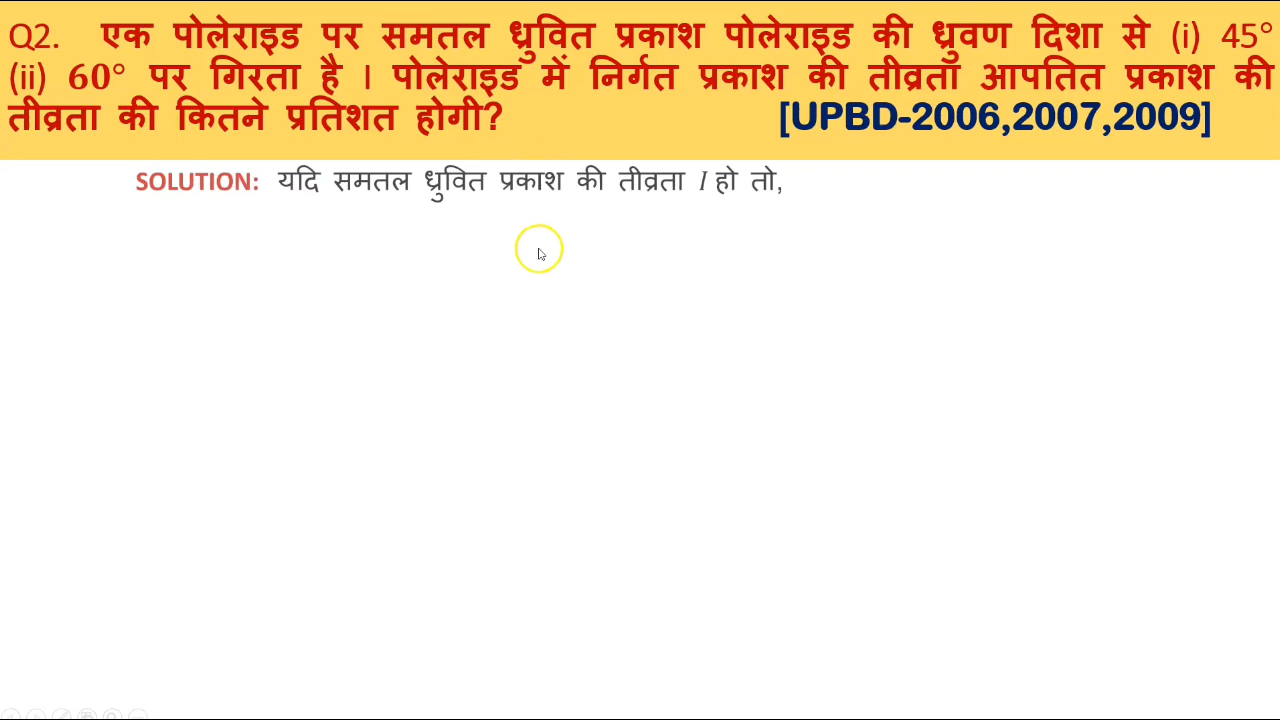 Q2. एक पोलेराइड पर समतल ध्रुवित प्रकाश पोलेराइड की ध्रुवण दिशा से (i) 45°
(ii) 60° पर गिरता है । पोलेराइड में निर्गत प्रकाश की तीव्रता आपतित प्रकाश की
तीव्रता की कितने प्रतिशत होगी? [UPBD-2006,2007,2009]
SOLUTION: यदि समतल ध्रुवित प्रकाश की तीव्रता I हो तो,